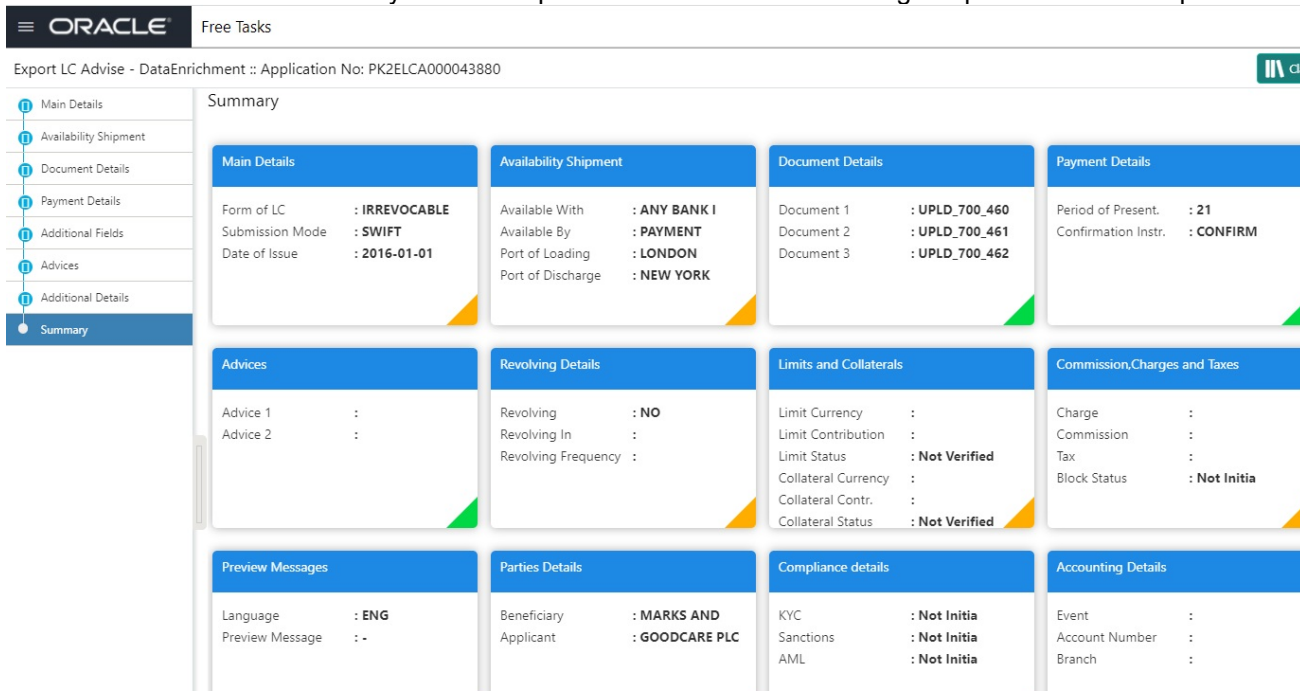 ORACLE
Free Tasks
Export LC Advise - DataEnrichment :: Application No: PK2ELCA000043880
Main Details
Availability Shipment
Document Details
Payment Details
Additional Fields
Advices
Additional Details
Summary
Summary
Main Details
Form of LC : IRREVOCABLE
Submission Mode : SWIFT
Date of Issue : 2016-01-01
Availability Shipment
Available With : ANY BANK I
Available By : PAYMENT
Port of Loading : LONDON
Port of Discharge : NEW YORK
Document Details
Document 1 : UPLD_700_460
Document 2 : UPLD_700_461
Document 3 : UPLD_700_462
Payment Details
Period of Present. : 21
Confirmation Instr. : CONFIRM
Advices
Advice 1 :
Advice 2 :
Revolving Details
Revolving : NO
Revolving In :
Revolving Frequency :
Limits and Collaterals
Limit Currency :
Limit Contribution :
Limit Status : Not Verified
Collateral Currency :
Collateral Contr. :
Collateral Status : Not Verified
Commission,Charges and Taxes
Charge :
Commission :
Tax :
Block Status : Not Initia
Preview Messages
Language : ENG
Preview Message : -
Parties Details
Beneficiary : MARKS AND
Applicant : GOODCARE PLC
Compliance details
KYC : Not Initia
Sanctions : Not Initia
AML : Not Initia
Accounting Details
Event :
Account Number :
Branch :